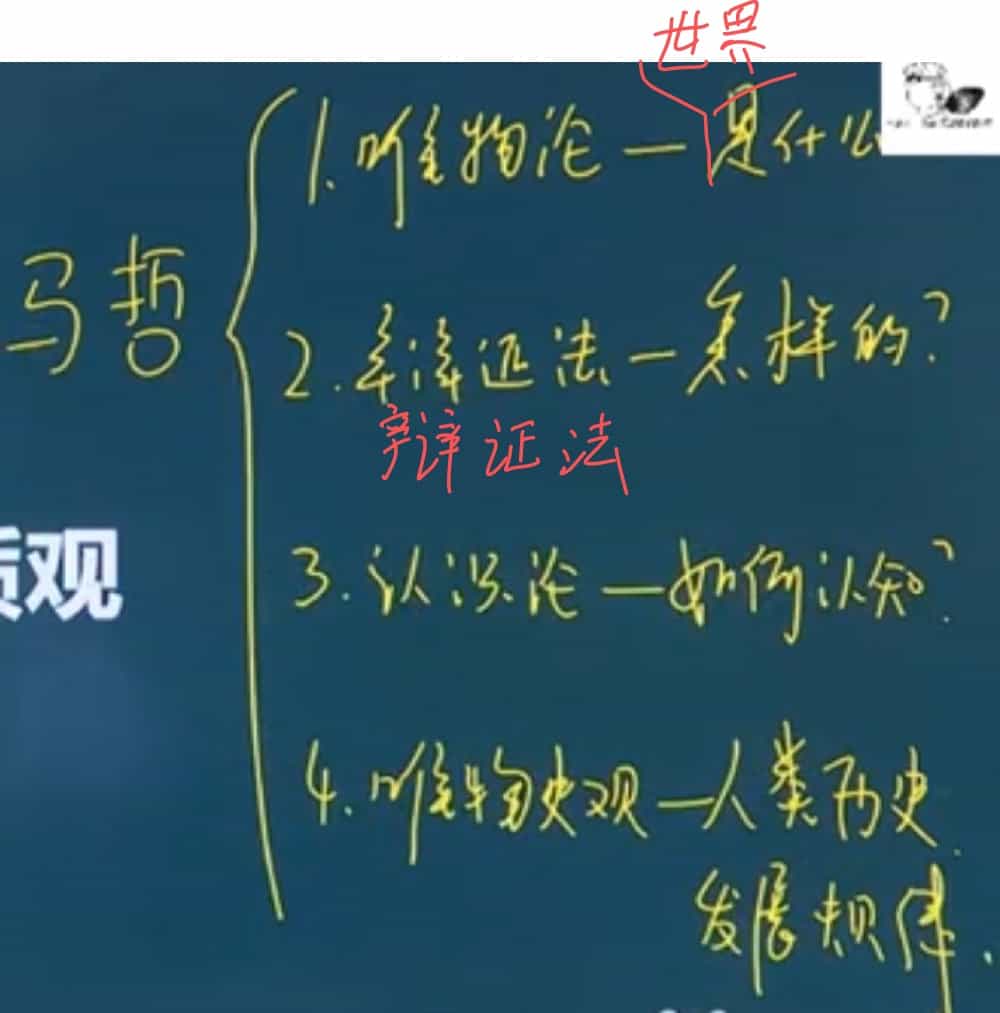 世界
1. 唯物论 — 是什么
马哲
2. 辩证法 — 怎样的?
辩证法
质观
3. 认识论 — 如何认知?
4. 唯物史观 — 人类历史
发展规律.